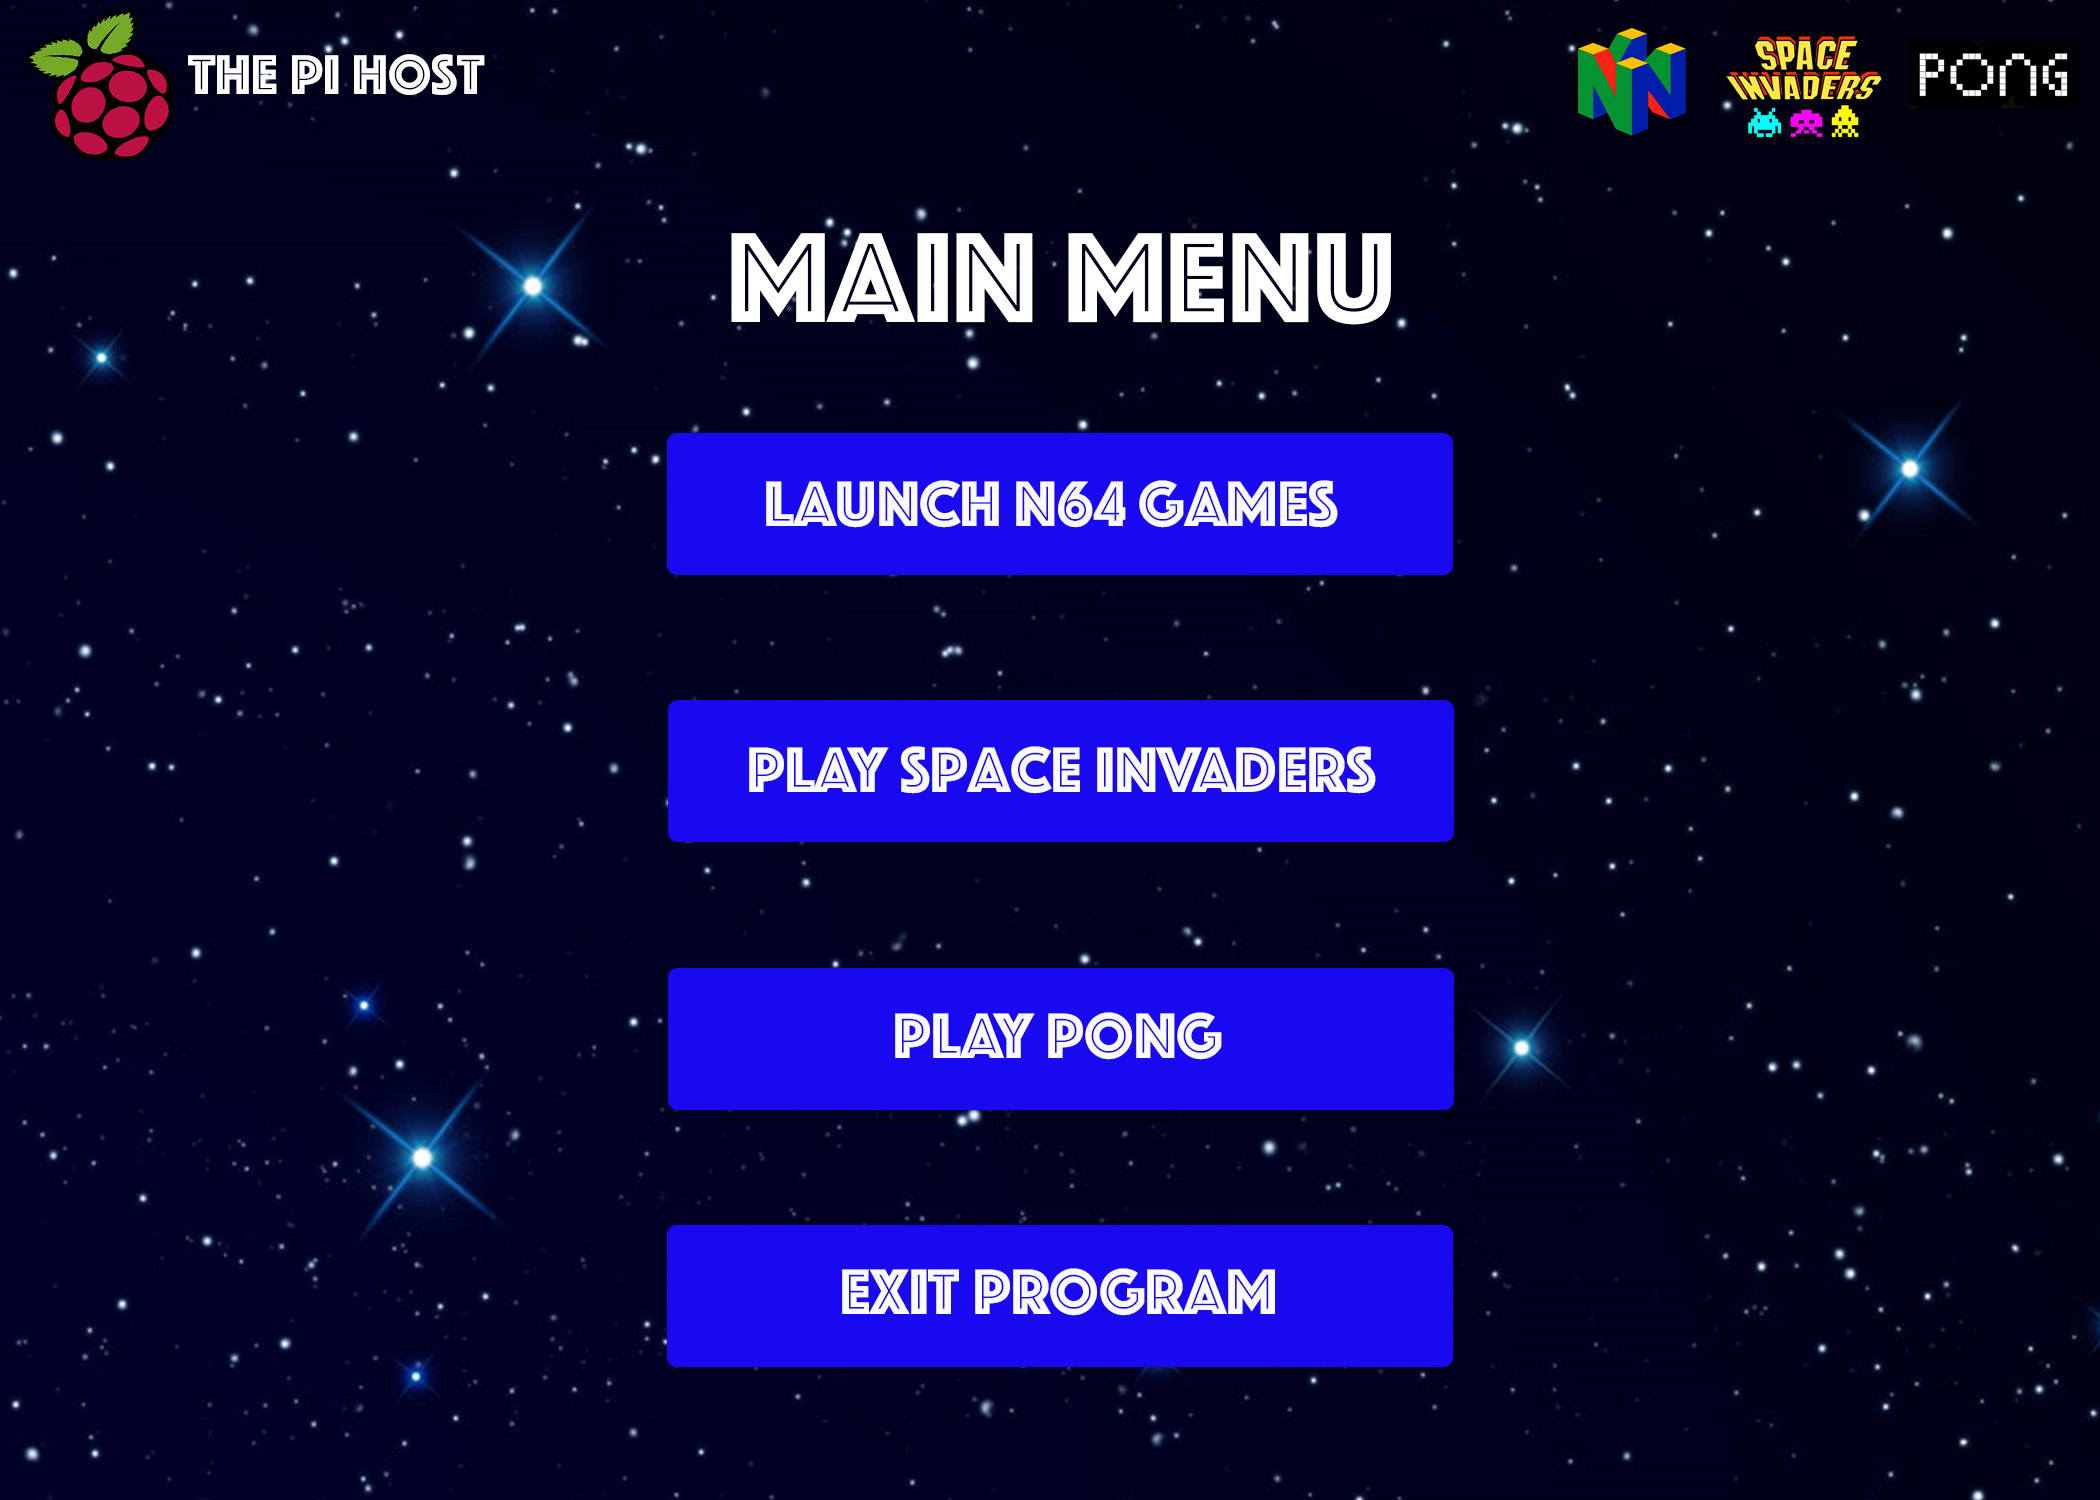 THE PI HOST
SPACE
INVADERS
PONG
MAIN MENU
LAUNCH N64 GAMES
PLAY SPACE INVADERS
PLAY PONG
EXIT PROGRAM